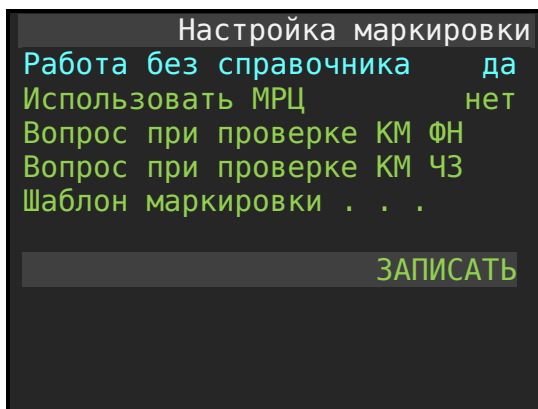 Настройка маркировки
Работа без справочника да
Использовать МРЦ нет
Вопрос при проверке КМ ФН
Вопрос при проверке КМ ЧЗ
Шаблон маркировки . . .
ЗАПИСАТЬ